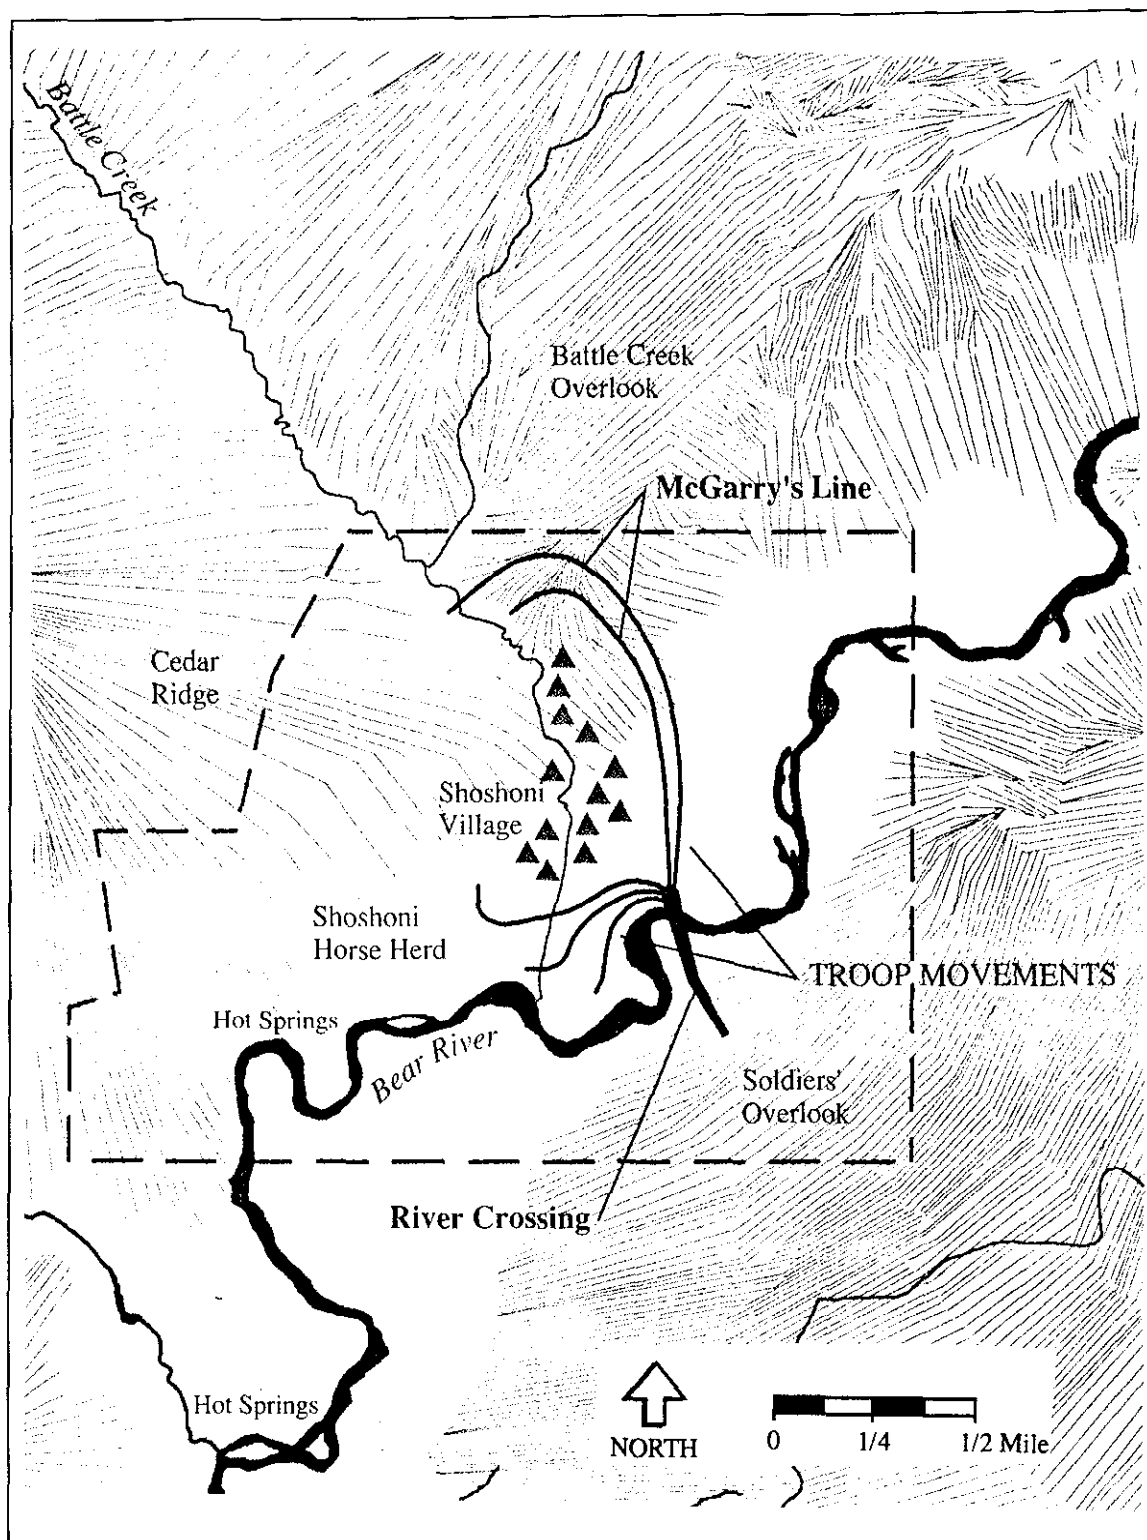 Battle Creek
Battle Creek
Overlook
McGarry's Line
Cedar
Ridge
Shoshoni
Village
Shoshoni
Horse Herd
TROOP MOVEMENTS
Hot Springs
Bear River
Soldiers'
Overlook
River Crossing
Hot Springs
NORTH
0 1/4 1/2 Mile